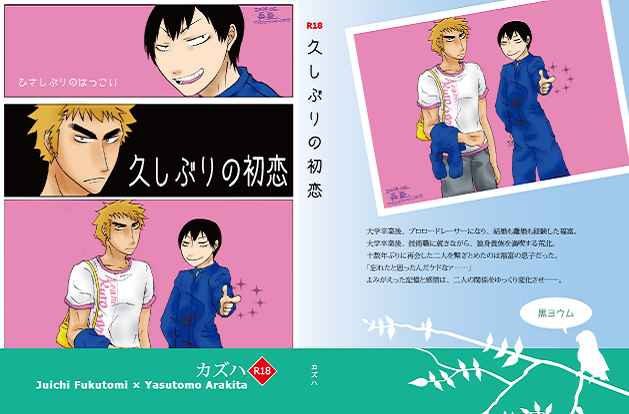 ひさしぶりのはつこい
久しぶりの初恋
カズハ
R18
Juichi Fukutomi × Yasutomo Arakita
R18
久しぶりの初恋
カズハ
大学卒業後、プロロードレーサーになり、結婚も離婚も経験した福富。
大学卒業後、技術職に就きながら、独身貴族を満喫する荒北。
十数年ぶりに再会した二人を繋ぎとめたのは福富の息子だった。
「忘れたと思ったんだケドなァ――」
よみがえった記憶と感情は、二人の関係をゆっくり変化させ――。
黒ヨウム